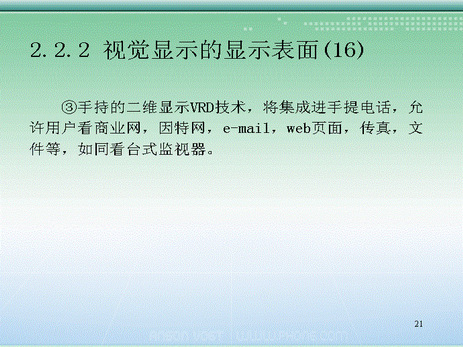 2.2.2 视觉显示的显示表面(16)
③手持的二维显示VRD技术，将集成进手提电话，允
许用户看商业网，因特网，e-mail，web页面，传真，文
件等，如同看台式监视器。
21